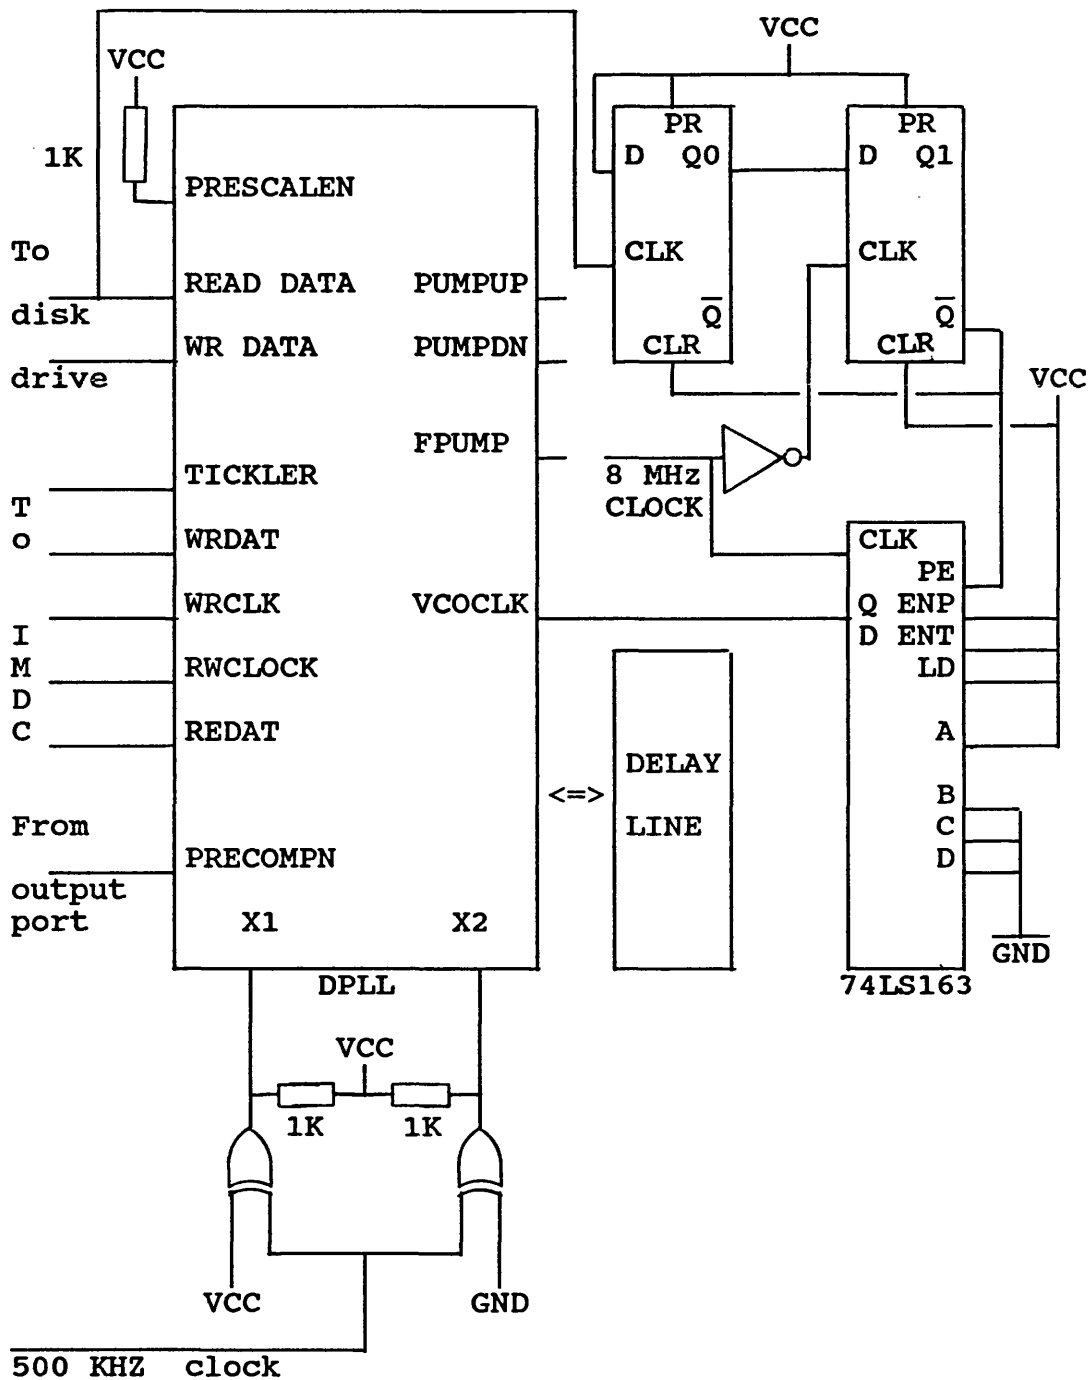 VCC
VCC
1K
PR
D Q0
PR
D Q1
PRESCALEN
To
CLK
CLK
READ DATA PUMPUP
disk
Q
Q
WR DATA PUMPDN
CLR
CLR
drive
VCC
FPUMP
TICKLER
8 MHz
CLOCK
T
o
WRDAT
CLK
PE
WRCLK VCOCLK
Q ENP
I
D ENT
M
RWCLOCK
LD
D
C
REDAT
A
DELAY
<=>
B
From
LINE
C
PRECOMPN
D
output
port
X1 X2
GND
DPLL
74LS163
VCC
1K 1K
VCC
GND
500 KHZ clock